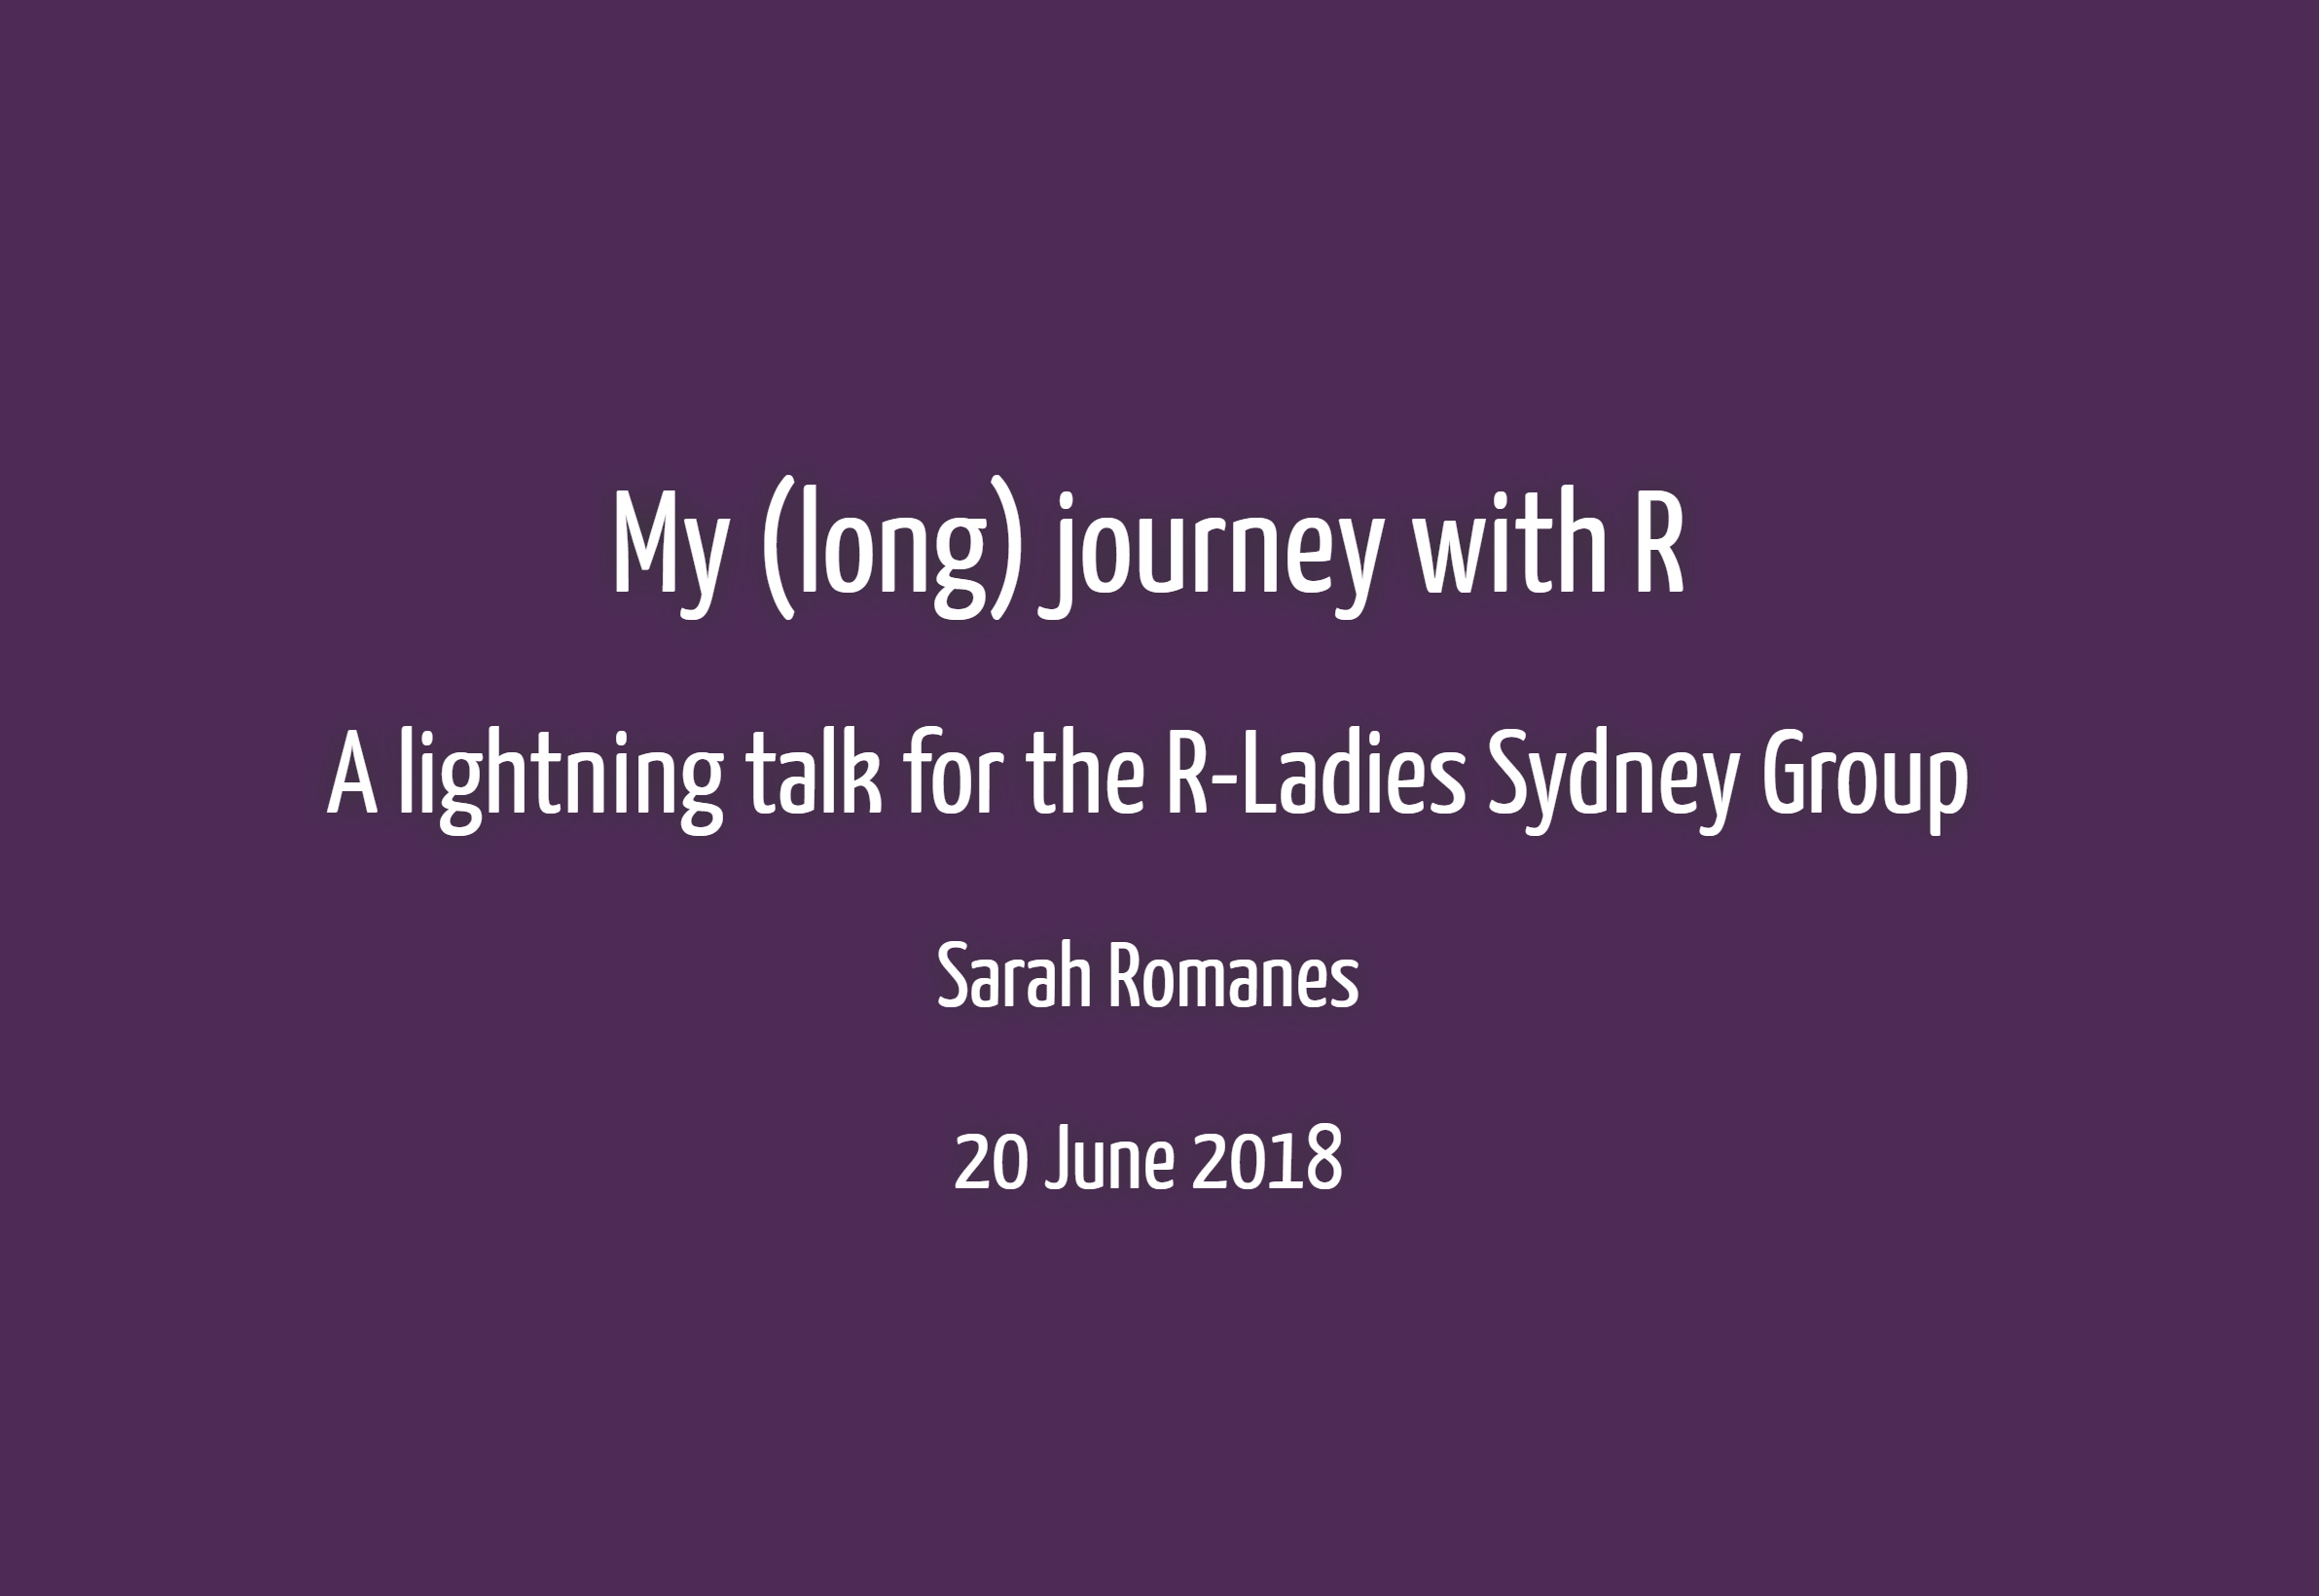 My (long) journey with R
A lightning talk for the R-Ladies Sydney Group
Sarah Romanes
20 June 2018